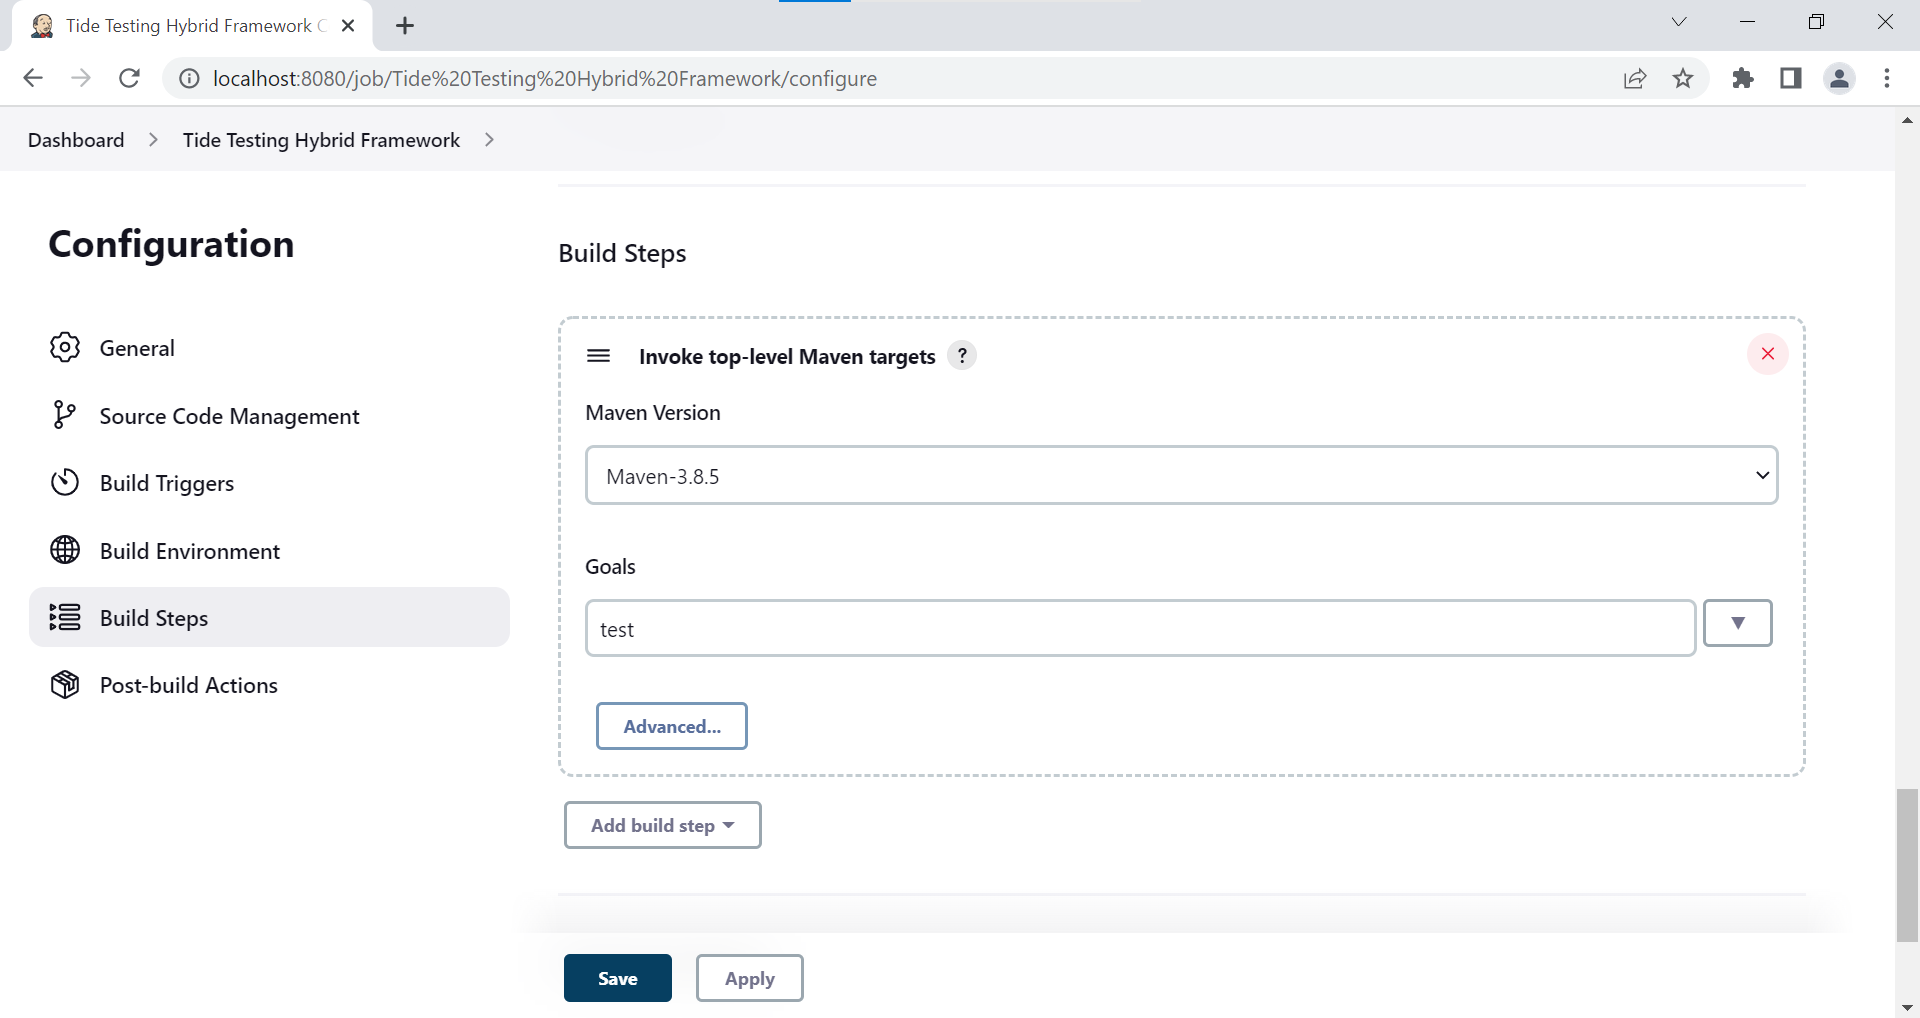 Tide Testing Hybrid Framework C
localhost:8080/job/Tide%20Testing%20Hybrid%20Framework/configure
Dashboard
Tide Testing Hybrid Framework
Configuration
General
Source Code Management
Build Triggers
Build Environment
Build Steps
Post-build Actions
Build Steps
Invoke top-level Maven targets ?
Maven Version
Maven-3.8.5
Goals
test
Advanced...
Add build step
Save
Apply